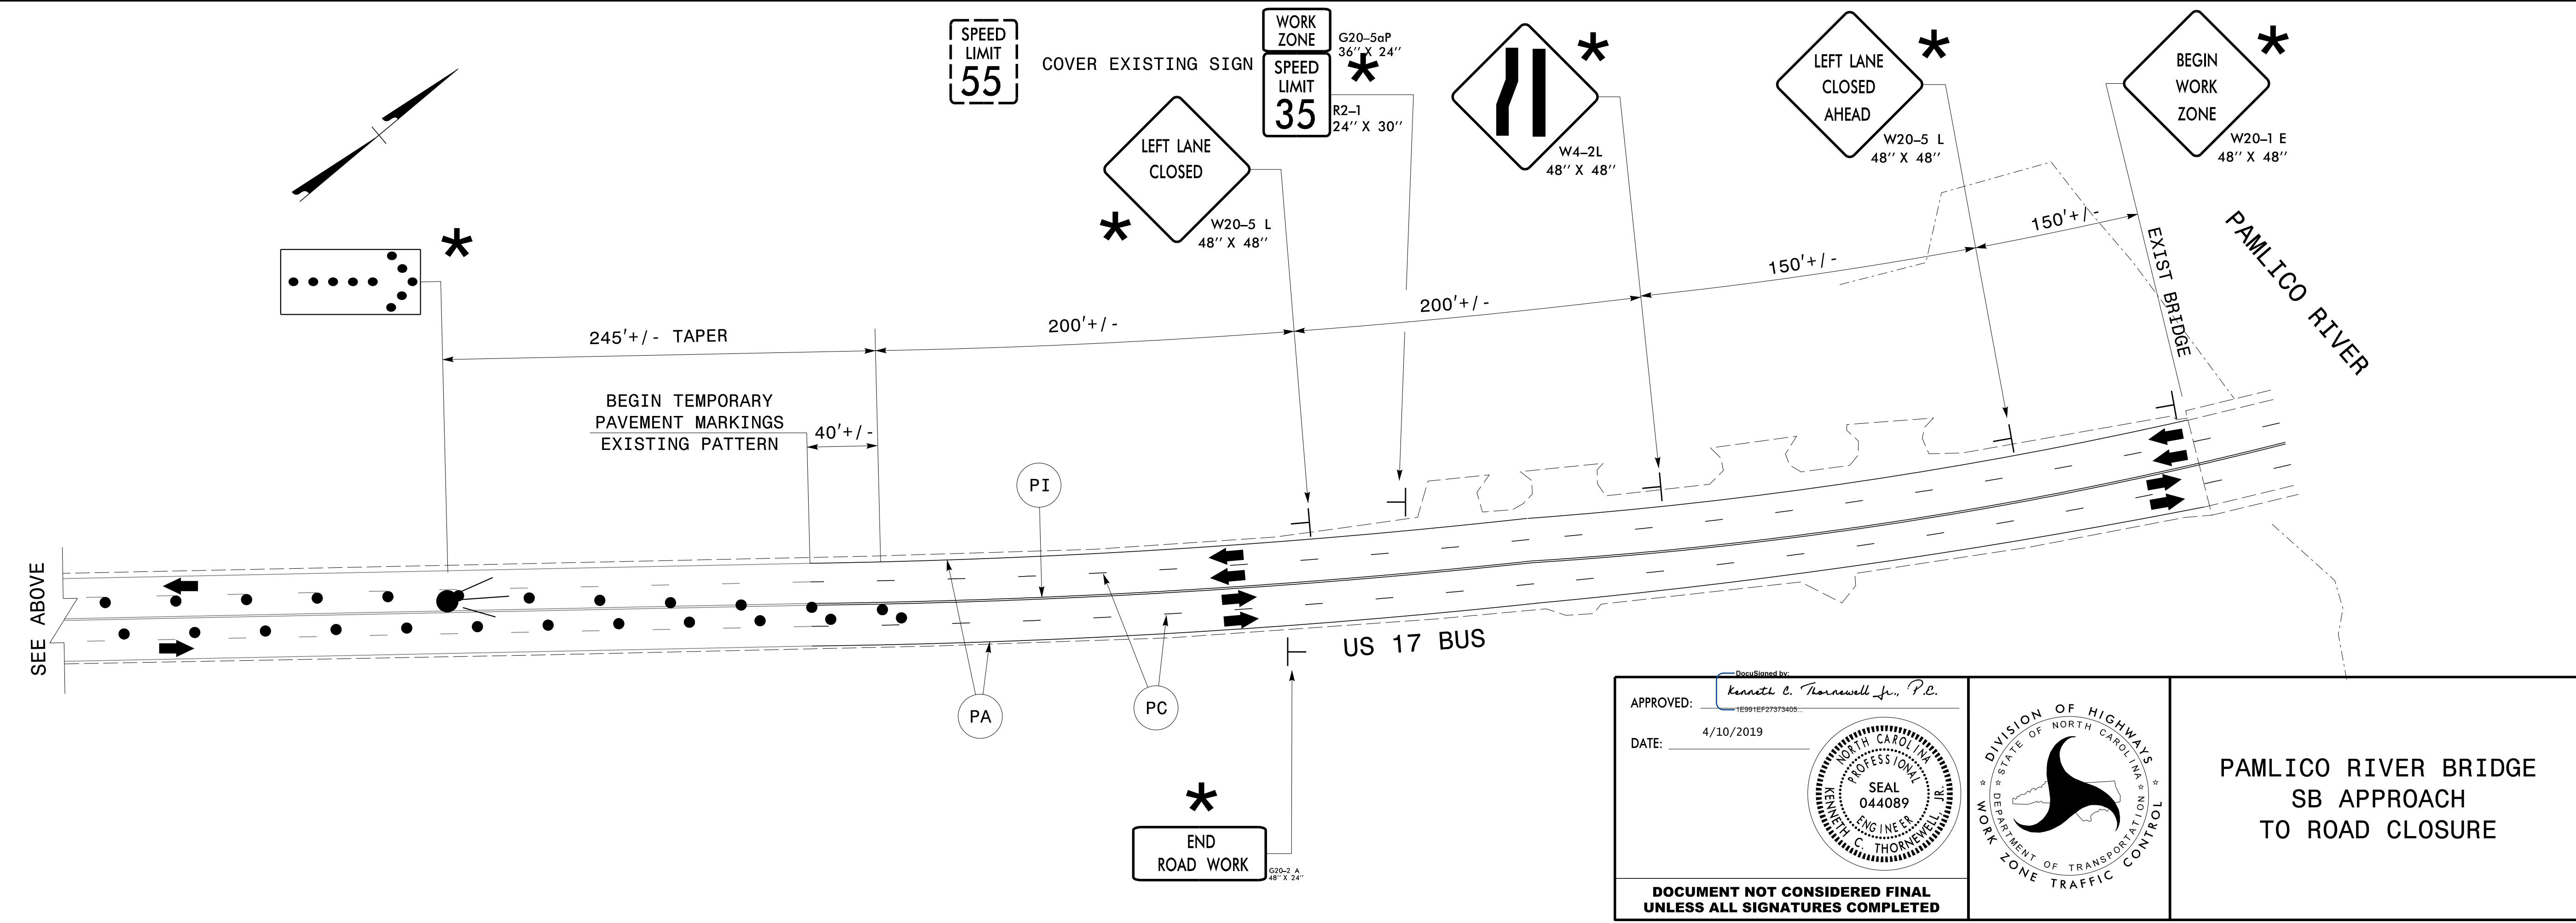 SPEED
LIMIT
55
COVER EXISTING SIGN
WORK
ZONE
G20-5aP
36'' X 24''
SPEED
LIMIT
35
R2-1
24'' X 30''
LEFT LANE
CLOSED
W20-5 L
48'' X 48''
W4-2L
48'' X 48''
LEFT LANE
CLOSED
AHEAD
W20-5 L
48'' X 48''
BEGIN
WORK
ZONE
W20-1 E
48'' X 48''
245'+/- TAPER
200'+/-
200'+/-
150'+/-
150'+/-
EXIST BRIDGE
PAMLICO RIVER
BEGIN TEMPORARY
PAVEMENT MARKINGS
EXISTING PATTERN
40'+/-
PI
SEE ABOVE
PA
PC
US 17 BUS
END
ROAD WORK
G20-2 A
48'' X 24''
APPROVED:
DocuSigned by:
Kenneth C. Thornewell Jr., P.E.
1E991EF27373405...
DATE:
4/10/2019
NORTH CAROLINA
PROFESSIONAL
SEAL
044089
ENGINEER
KENNETH C. THORNEWELL, JR.
DOCUMENT NOT CONSIDERED FINAL
UNLESS ALL SIGNATURES COMPLETED
DIVISION OF HIGHWAYS
STATE OF NORTH CAROLINA
DEPARTMENT OF TRANSPORTATION
WORK ZONE TRAFFIC CONTROL
PAMLICO RIVER BRIDGE
SB APPROACH
TO ROAD CLOSURE